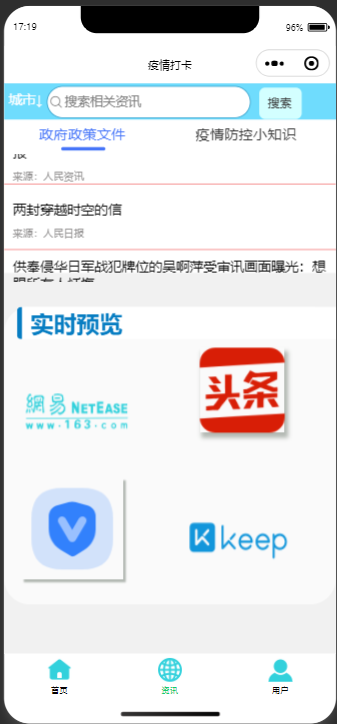 17:19
96%
疫情打卡
城市↓
搜索相关资讯
搜索
政府政策文件
疫情防控小知识
来源：人民资讯
两封穿越时空的信
来源：人民日报
供奉侵华日军战犯牌位的吴啊萍受审讯画面曝光：想
实时预览
網易 NETEASE
www.163.com
头条
keep
首页
资讯
用户